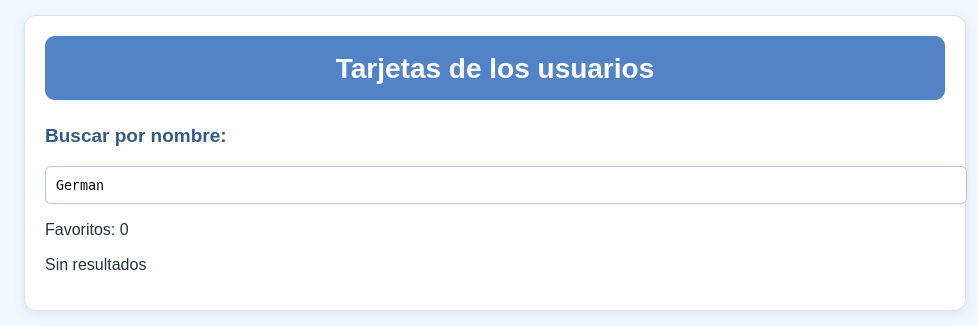 Tarjetas de los usuarios
Buscar por nombre:
German
Favoritos: 0
Sin resultados